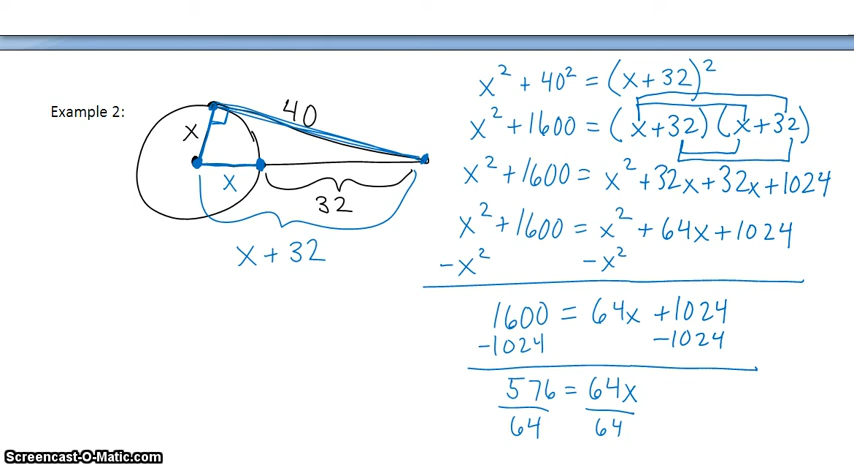 Example 2:
40
x
x
32
x + 32
x² + 40² = (x + 32)²
x² + 1600 = (x + 32)(x + 32)
x² + 1600 = x² + 32x + 32x + 1024
x² + 1600 = x² + 64x + 1024
-x² -x²
1600 = 64x + 1024
-1024 -1024
576 = 64x
64 64
Screencast-O-Matic.com